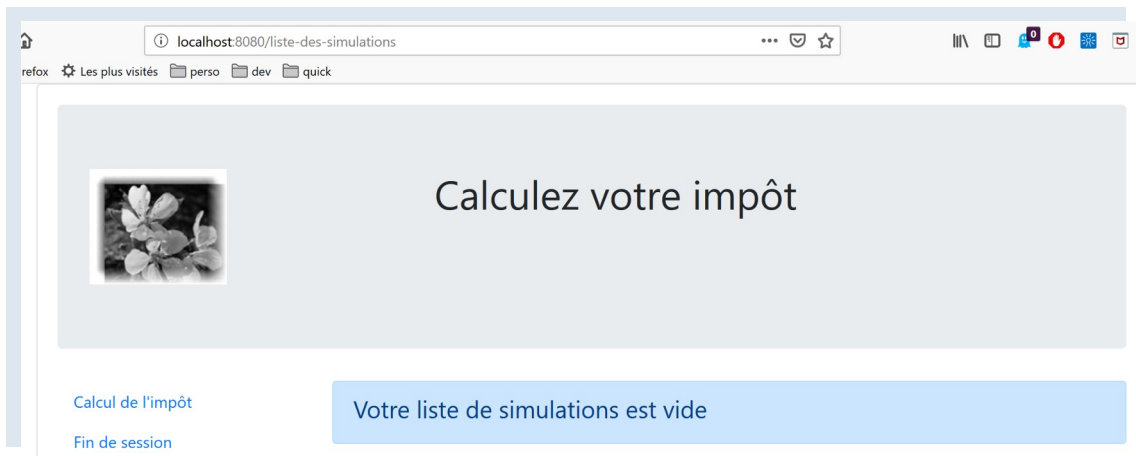 localhost:8080/liste-des-simulations
0
refox Les plus visités perso dev quick
Calculez votre impôt
Calcul de l'impôt
Votre liste de simulations est vide
Fin de session